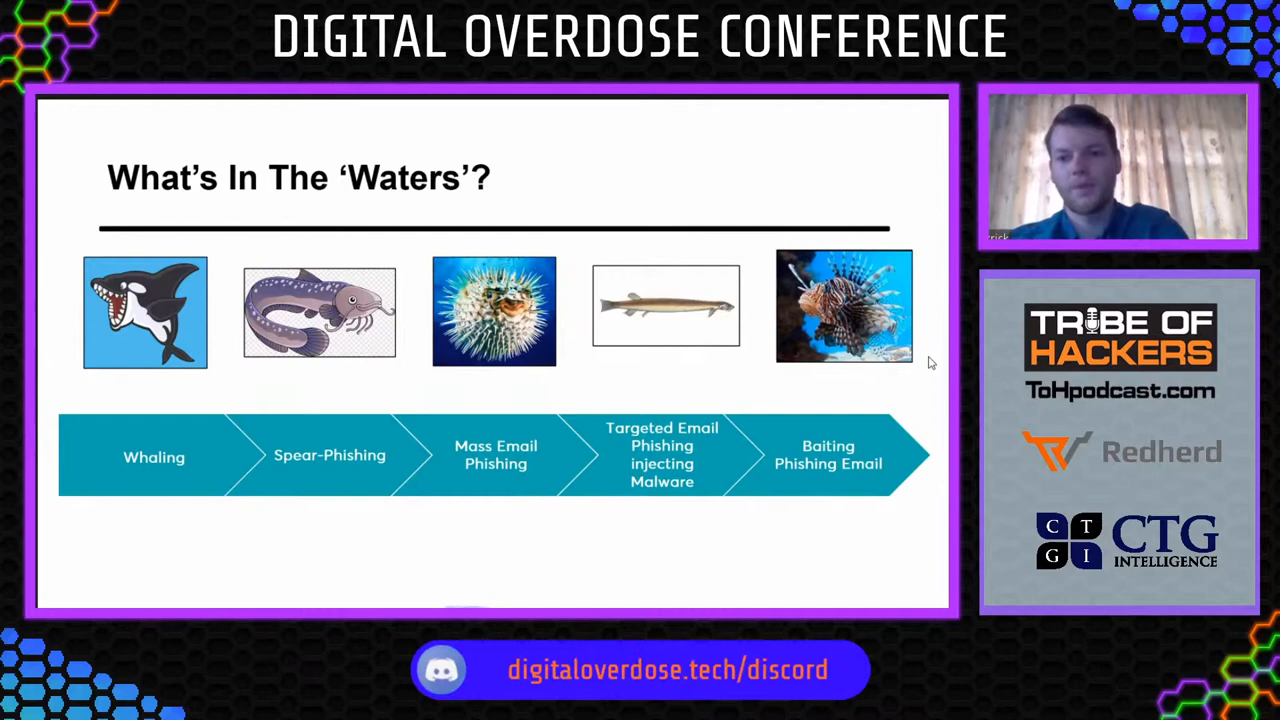 DIGITAL OVERDOSE CONFERENCE
What's In The 'Waters'?
Whaling
Spear-Phishing
Mass Email
Phishing
Targeted Email
Phishing
injecting
Malware
Baiting
Phishing Email
TRIBE OF
HACKERS
ToHpodcast.com
Redherd
C T
G I
CTG
INTELLIGENCE
digitaloverdose.tech/discord